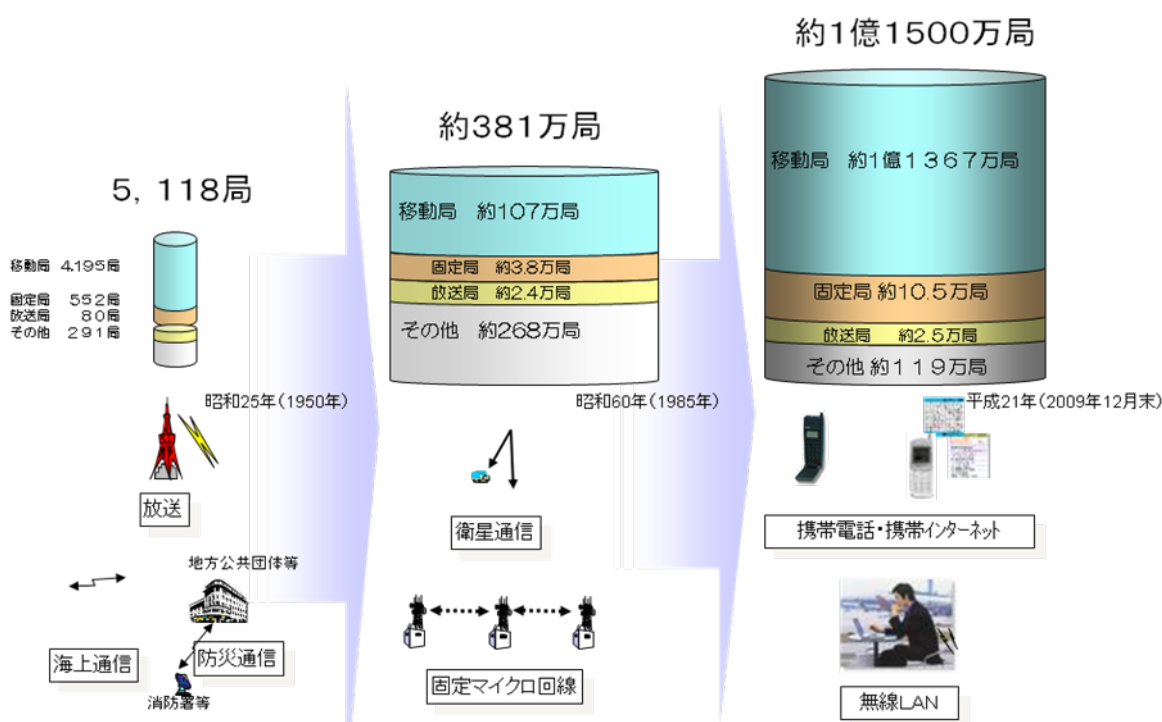 5,118局
移動局 4,195局
固定局 552局
放送局 80局
その他 291局
昭和25年(1950年)
放送
地方公共団体等
海上通信
防災通信
消防署等
約381万局
移動局 約107万局
固定局 約3.8万局
放送局 約2.4万局
その他 約268万局
昭和60年(1985年)
衛星通信
固定マイクロ回線
約1億1500万局
移動局 約1億1367万局
固定局 約10.5万局
放送局 約2.5万局
その他 約119万局
平成21年(2009年12月末)
携帯電話・携帯インターネット
無線LAN